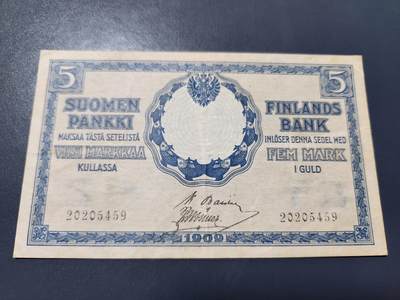 5 5
SUOMEN
PANKKI
MAKSAA TÄSTÄ SETELISTÄ
VIISI MARKKAA
KULLASSA
FINLANDS
BANK
INLÖSER DENNA SEDEL MED
FEM MARK
I GULD
20205459 20205459
1909